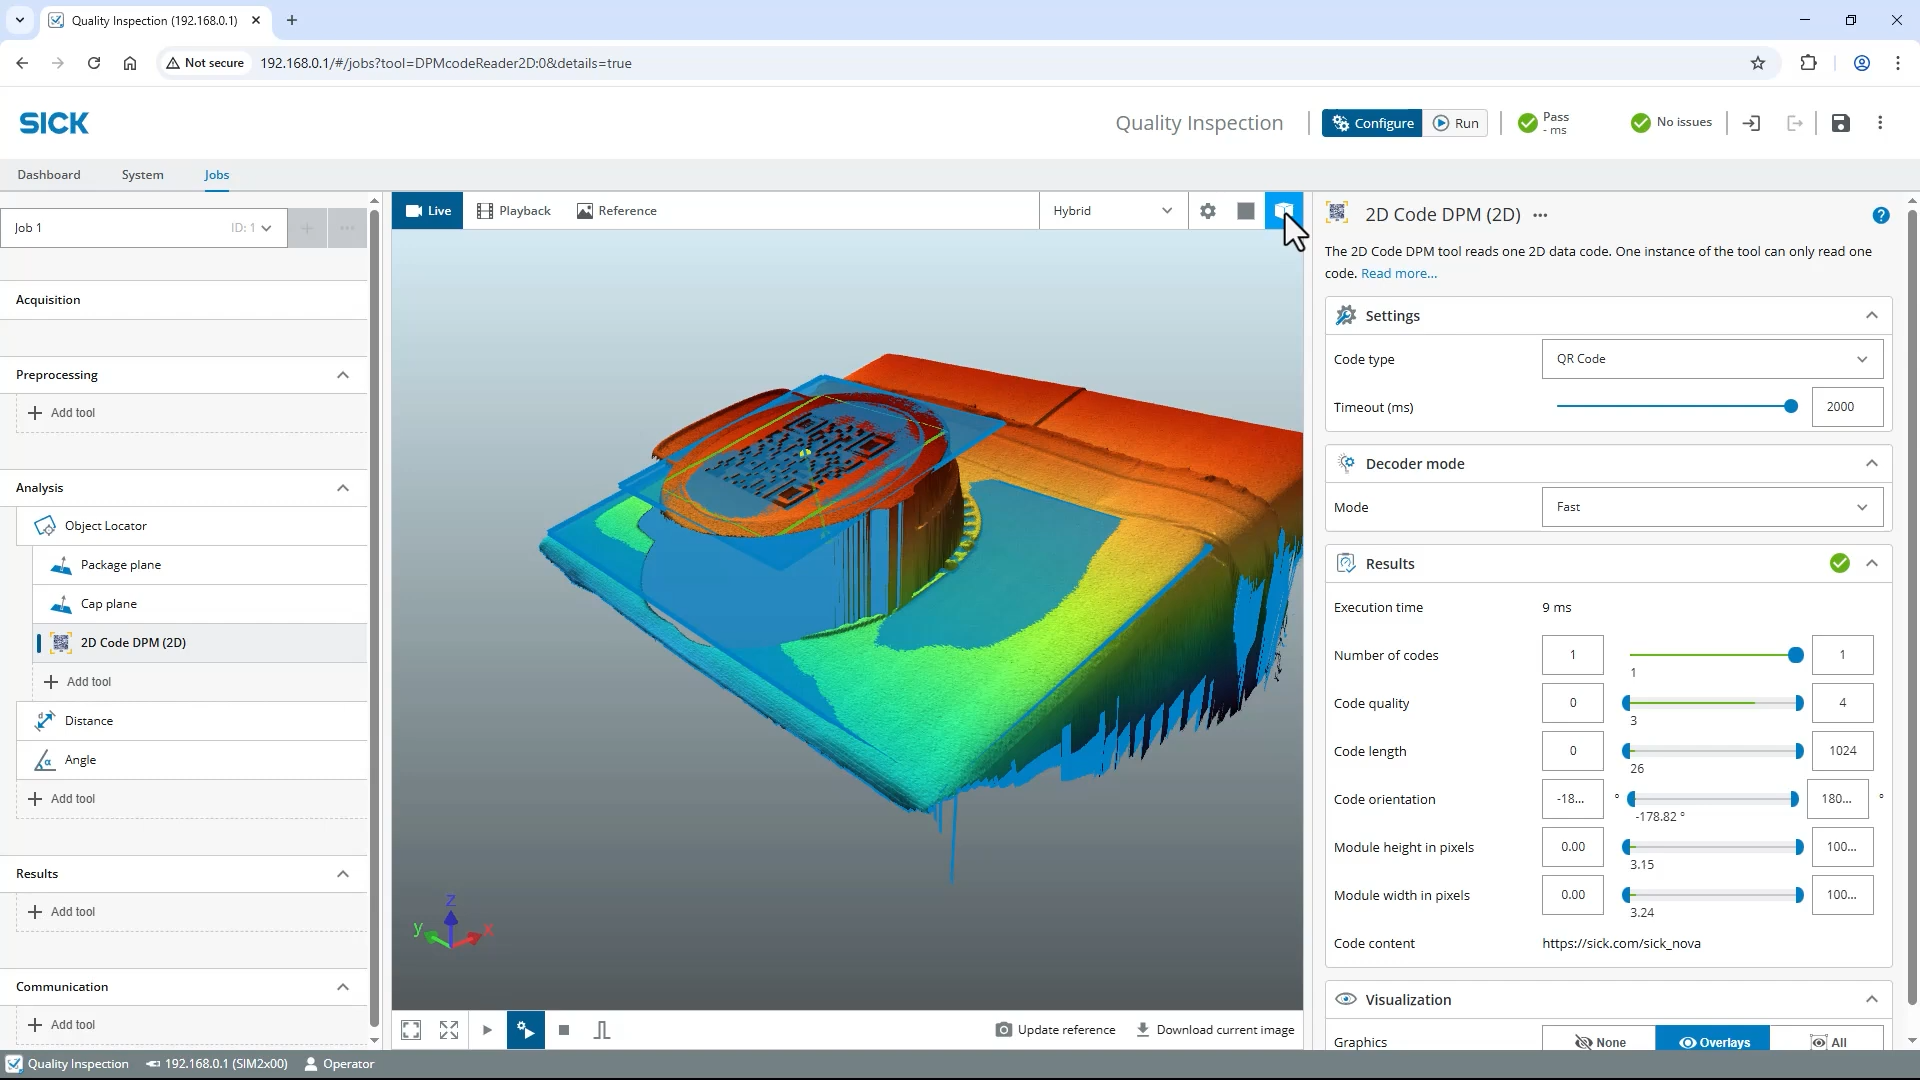 Quality Inspection (192.168.0.1)
Not secure
192.168.0.1/#/jobs?tool=DPMcodeReader2D:0&details=true
SICK
Quality Inspection
Configure
Run
Pass
- ms
No issues
Dashboard
System
Jobs
Job 1
ID: 1
Live
Playback
Reference
Hybrid
2D Code DPM (2D)
The 2D Code DPM tool reads one 2D data code. One instance of the tool can only read one
code. Read more...
Acquisition
Preprocessing
Add tool
Analysis
Object Locator
Package plane
Cap plane
2D Code DPM (2D)
Add tool
Distance
Angle
Add tool
Results
Add tool
Communication
Add tool
z
y
x
Update reference
Download current image
Settings
Code type
QR Code
Timeout (ms)
2000
Decoder mode
Mode
Fast
Results
Execution time
9 ms
Number of codes
1
1
1
Code quality
0
3
4
Code length
0
26
1024
Code orientation
-18...
°
-178.82 °
180...
°
Module height in pixels
0.00
3.15
100...
Module width in pixels
0.00
3.24
100...
Code content
https://sick.com/sick_nova
Visualization
Graphics
None
Overlays
All
Quality Inspection
192.168.0.1 (SIM2x00)
Operator